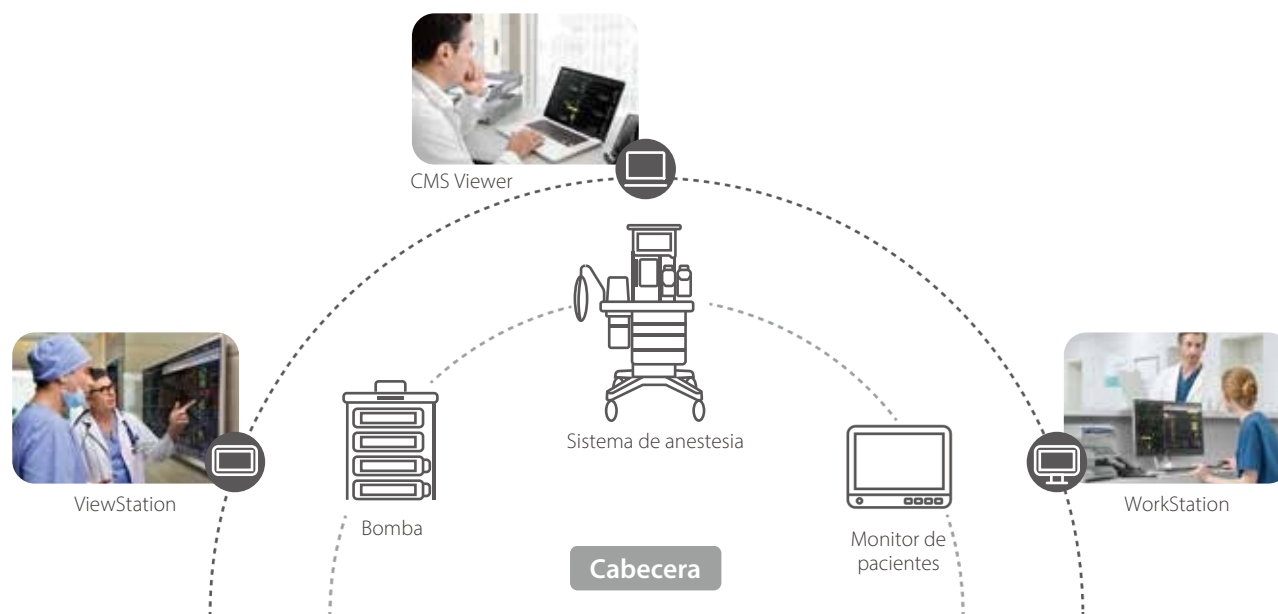 CMS Viewer
Sistema de anestesia
ViewStation
WorkStation
Bomba
Monitor de
pacientes
Cabecera